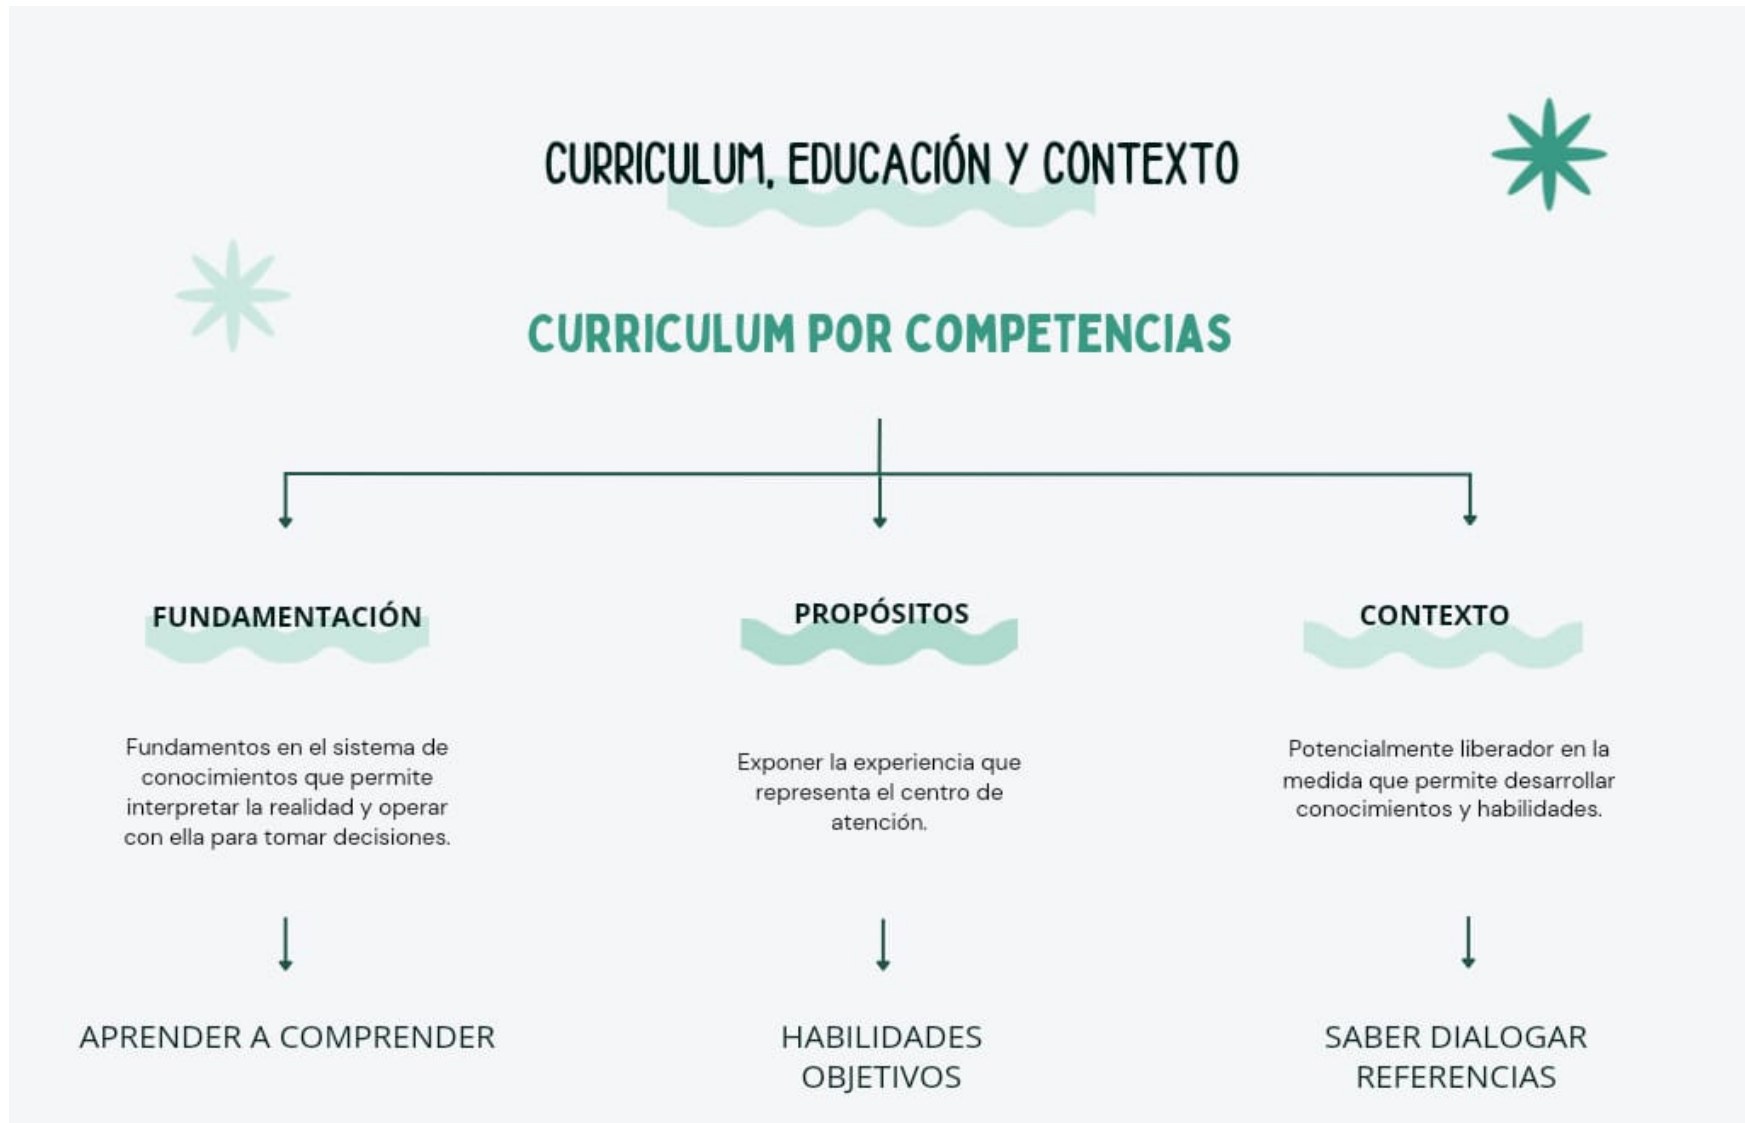 CURRICULUM, EDUCACIÓN Y CONTEXTO
CURRICULUM POR COMPETENCIAS
FUNDAMENTACIÓN
Fundamentos en el sistema de
conocimientos que permite
interpretar la realidad y operar
con ella para tomar decisiones.
APRENDER A COMPRENDER
PROPÓSITOS
Exponer la experiencia que
representa el centro de
atención.
HABILIDADES
OBJETIVOS
CONTEXTO
Potencialmente liberador en la
medida que permite desarrollar
conocimientos y habilidades.
SABER DIALOGAR
REFERENCIAS